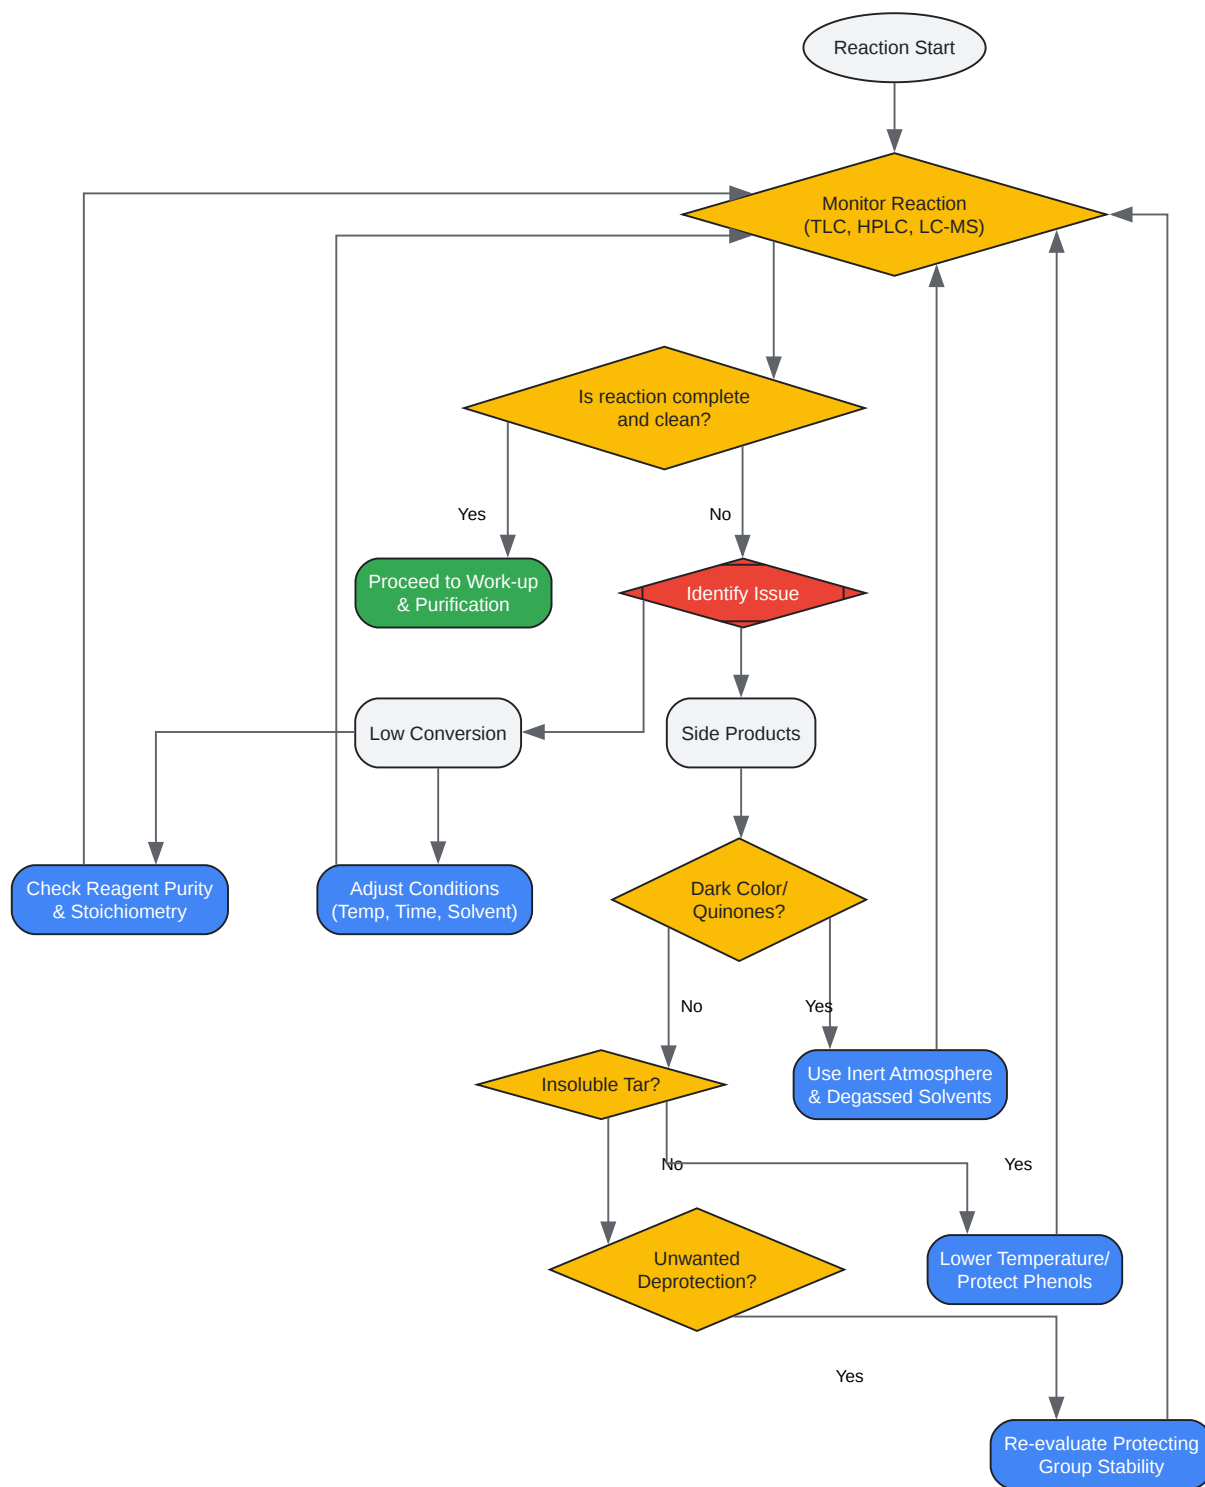 Reaction Start
Monitor Reaction
(TLC, HPLC, LC-MS)
Is reaction complete
and clean?
Yes
No
Proceed to Work-up
& Purification
Identify Issue
Low Conversion
Side Products
Check Reagent Purity
& Stoichiometry
Adjust Conditions
(Temp, Time, Solvent)
Dark Color/
Quinones?
No
Yes
Insoluble Tar?
Use Inert Atmosphere
& Degassed Solvents
No
Yes
Unwanted
Deprotection?
Lower Temperature/
Protect Phenols
Yes
Re-evaluate Protecting
Group Stability